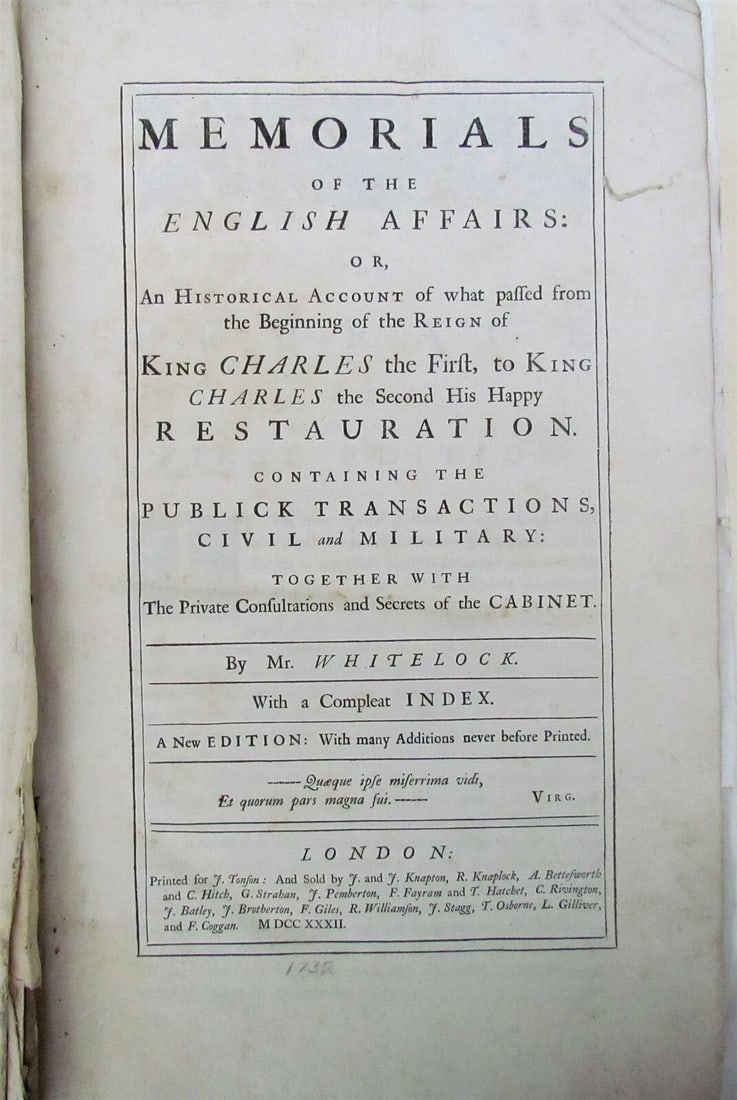 MEMORIALS
OF THE
ENGLISH AFFAIRS:
OR,
An HISTORICAL ACCOUNT of what paſſed from
the Beginning of the REIGN of
KING CHARLES the Firſt, to KING
CHARLES the Second His Happy
RESTAURATION.
CONTAINING THE
PUBLICK TRANSACTIONS,
CIVIL and MILITARY:
TOGETHER WITH
The Private Conſultations and Secrets of the CABINET.
By Mr. WHITELOCK.
With a Compleat INDEX.
A New EDITION: With many Additions never before Printed.
——Quæque ipſe miſerrima vidi,
Et quorum pars magna fui.—— VIRG.
LONDON:
Printed for J. Tonſon: And Sold by J. and J. Knapton, R. Knaplock, A. Betteſworth
and C. Hitch, G. Strahan, J. Pemberton, F. Fayram and T. Hatchet, C. Rivington,
J. Batley, J. Brotherton, F. Giles, R. Williamſon, J. Stagg, T. Osborne, L. Gilliver,
and F. Coggan. M DCC XXXII.
1732